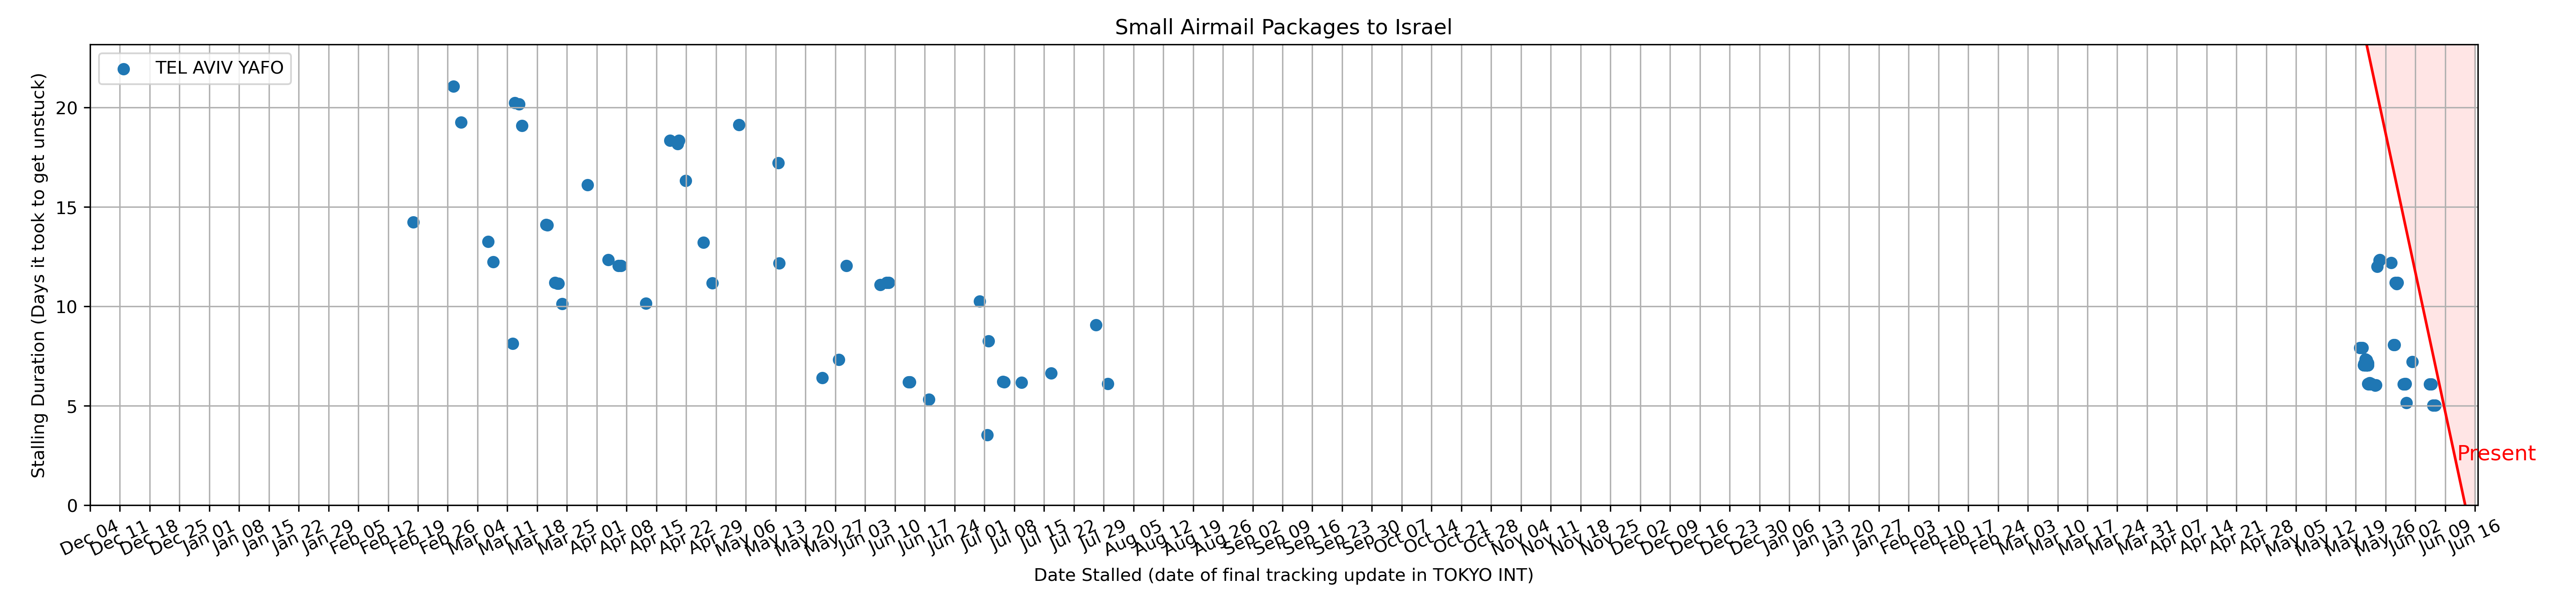 Small Airmail Packages to Israel
TEL AVIV YAFO
Stalling Duration (Days it took to get unstuck)
20
15
10
5
0
Present
Dec 04
Dec 11
Dec 18
Dec 25
Jan 01
Jan 08
Jan 15
Jan 22
Jan 29
Feb 05
Feb 12
Feb 19
Feb 26
Mar 04
Mar 11
Mar 18
Mar 25
Apr 01
Apr 08
Apr 15
Apr 22
Apr 29
May 06
May 13
May 20
May 27
Jun 03
Jun 10
Jun 17
Jun 24
Jul 01
Jul 08
Jul 15
Jul 22
Jul 29
Aug 05
Aug 12
Aug 19
Aug 26
Sep 02
Sep 09
Sep 16
Sep 23
Sep 30
Oct 07
Oct 14
Oct 21
Oct 28
Nov 04
Nov 11
Nov 18
Nov 25
Dec 02
Dec 09
Dec 16
Dec 23
Dec 30
Jan 06
Jan 13
Jan 20
Jan 27
Feb 03
Feb 10
Feb 17
Feb 24
Mar 03
Mar 10
Mar 17
Mar 24
Mar 31
Apr 07
Apr 14
Apr 21
Apr 28
May 05
May 12
May 19
May 26
Jun 02
Jun 09
Jun 16
Date Stalled (date of final tracking update in TOKYO INT)